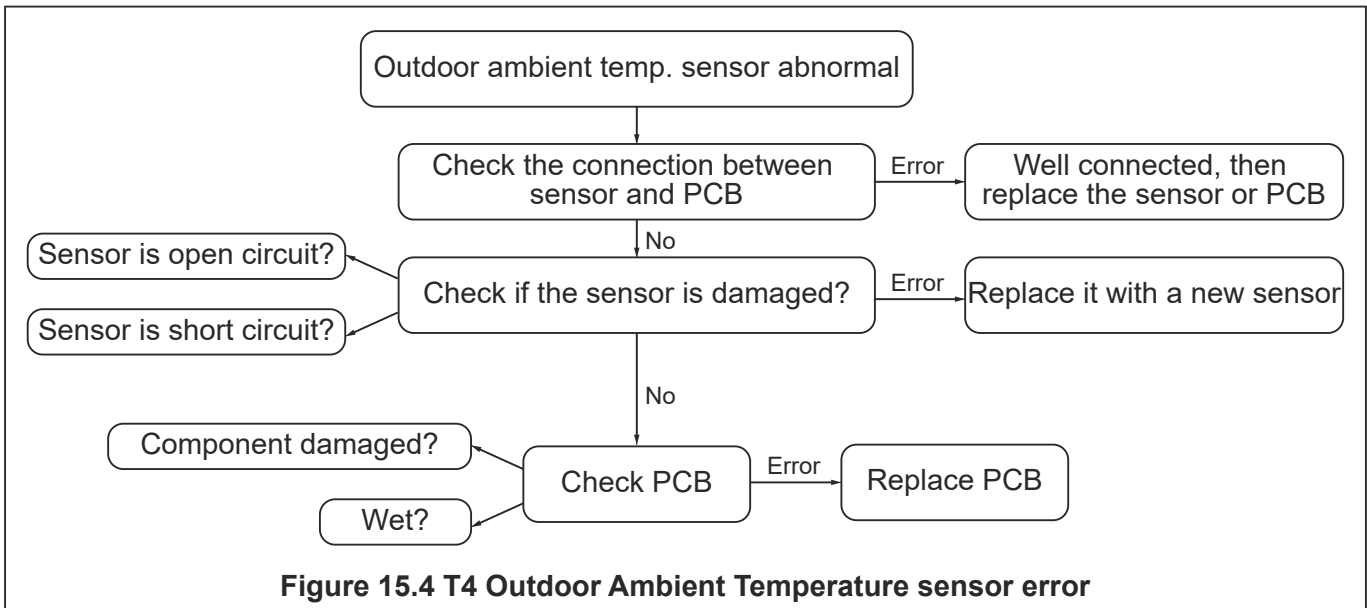 Outdoor ambient temp. sensor abnormal
Check the connection between
sensor and PCB
Error
Well connected, then
replace the sensor or PCB
No
Sensor is open circuit?
Check if the sensor is damaged?
Error
Replace it with a new sensor
Sensor is short circuit?
No
Component damaged?
Check PCB
Error
Replace PCB
Wet?
Figure 15.4 T4 Outdoor Ambient Temperature sensor error